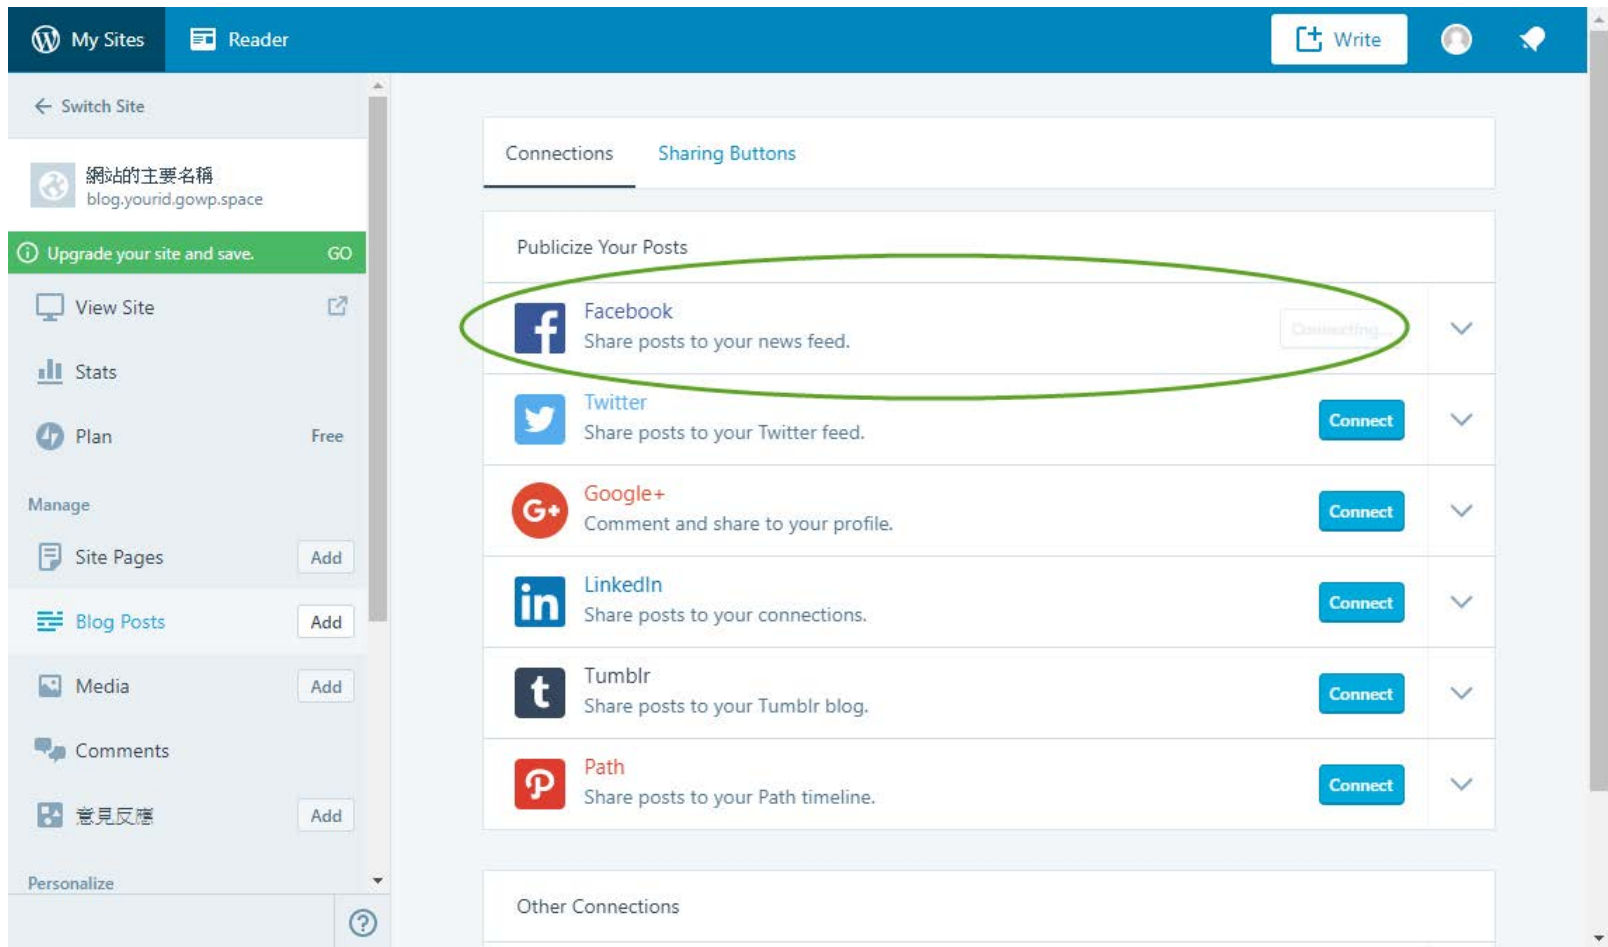 My Sites
Reader
Write
Switch Site
網站的主要名稱
blog.yourid.gowp.space
Upgrade your site and save. GO
View Site
Stats
Plan Free
Manage
Site Pages Add
Blog Posts Add
Media Add
Comments
意見反應 Add
Personalize
Connections Sharing Buttons
Publicize Your Posts
Facebook
Share posts to your news feed.
Connecting...
Twitter
Share posts to your Twitter feed.
Connect
Google+
Comment and share to your profile.
Connect
LinkedIn
Share posts to your connections.
Connect
Tumblr
Share posts to your Tumblr blog.
Connect
Path
Share posts to your Path timeline.
Connect
Other Connections